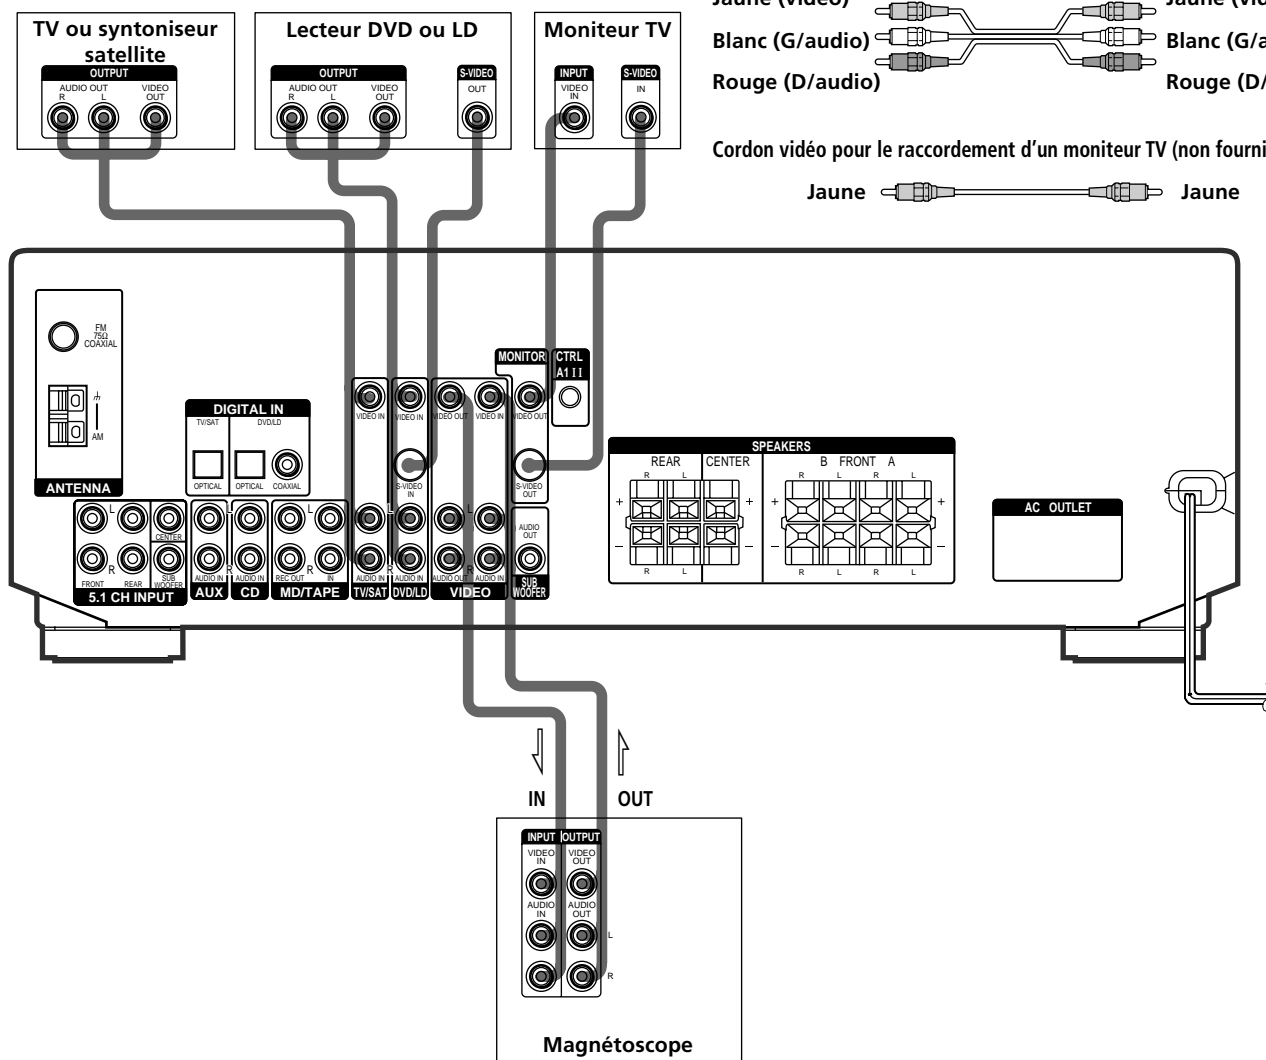 Jaune (vidéo)
Blanc (G/audio)
Rouge (D/audio)
Blanc (G/a
Rouge (D/
Cordon vidéo pour le raccordement d'un moniteur TV (non fourni
Jaune
Jaune
TV ou syntoniseur
satellite
OUTPUT
AUDIO OUT
R L
VIDEO
OUT
Lecteur DVD ou LD
OUTPUT
AUDIO OUT
R L
VIDEO
OUT
S-VIDEO
OUT
Moniteur TV
INPUT
VIDEO
IN
S-VIDEO
IN
FM
75Ω
COAXIAL
AM
ANTENNA
DIGITAL IN
TV/SAT DVD/LD
OPTICAL OPTICAL COAXIAL
MONITOR
CTRL
A1 II
VIDEO IN VIDEO IN VIDEO OUT VIDEO IN VIDEO OUT
S-VIDEO
IN
S-VIDEO
OUT
AUDIO
OUT
L L L L L
CENTER
R R R R R
FRONT REAR SUB
WOOFER
AUDIO IN AUDIO IN REC OUT IN AUDIO IN AUDIO IN AUDIO OUT AUDIO IN
5.1 CH INPUT AUX CD MD/TAPE TV/SAT DVD/LD VIDEO
SUB
WOOFER
SPEAKERS
REAR CENTER B FRONT A
R L R L R L
+ + + +
– – – –
R L R L R L
AC OUTLET
IN OUT
INPUT OUTPUT
VIDEO
IN
VIDEO
OUT
AUDIO
IN
AUDIO
OUT
L
R
Magnétoscope